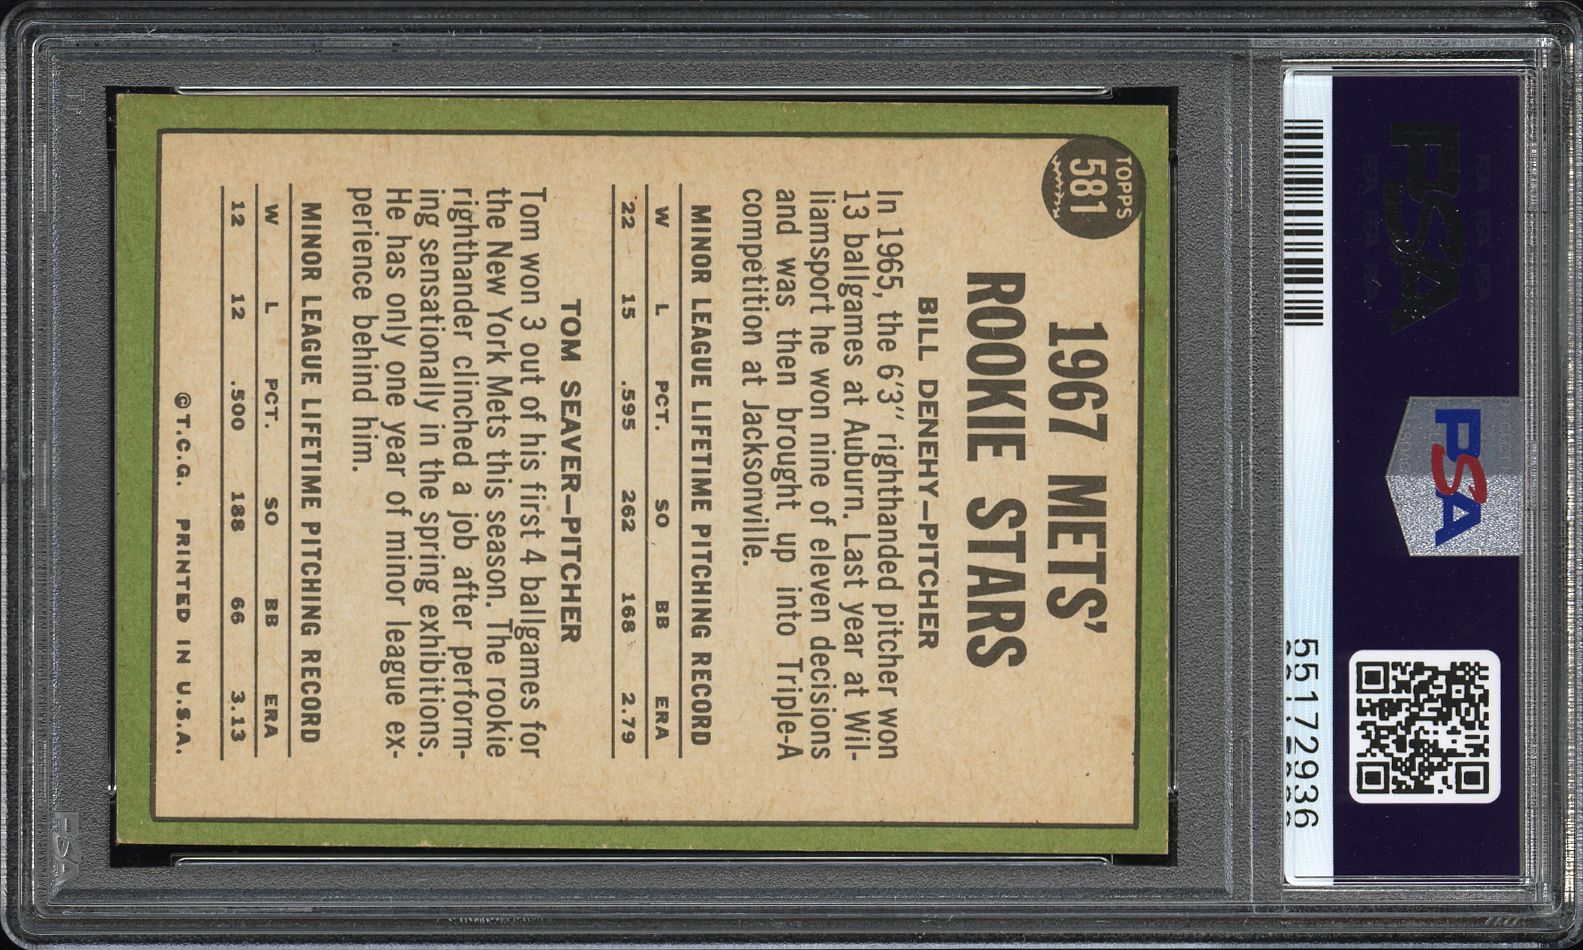 PSA
PSA
55172936
TOPPS
581
1967 METS'
ROOKIE STARS
BILL DENEHY—PITCHER
In 1965, the 6'3" righthanded pitcher won
13 ballgames at Auburn. Last year at Wil-
liamsport he won nine of eleven decisions
and was then brought up into Triple-A
competition at Jacksonville.
MINOR LEAGUE LIFETIME PITCHING RECORD
W L PCT. SO BB ERA
22 15 .595 262 168 2.79
TOM SEAVER—PITCHER
Tom won 3 out of his first 4 ballgames for
the New York Mets this season. The rookie
righthander clinched a job after perform-
ing sensationally in the spring exhibitions.
He has only one year of minor league ex-
perience behind him.
MINOR LEAGUE LIFETIME PITCHING RECORD
W L PCT. SO BB ERA
12 12 .500 188 66 3.13
©T.C.G. PRINTED IN U.S.A.
PSA